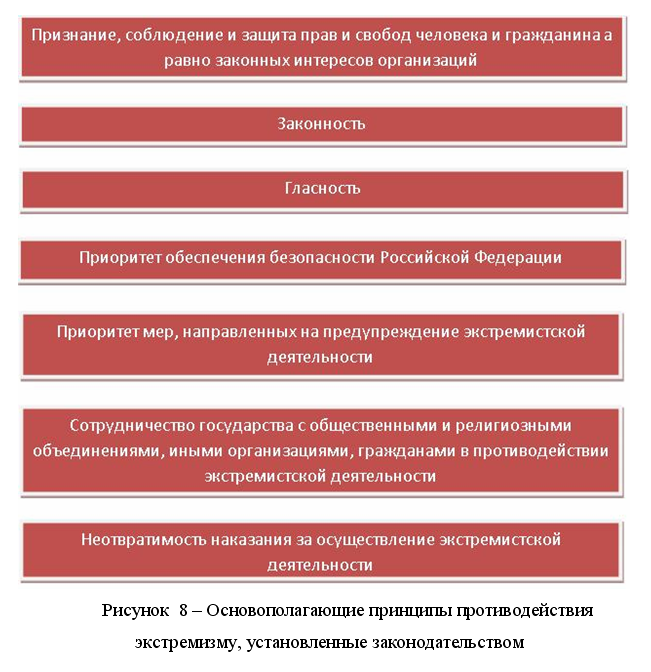 Признание, соблюдение и защита прав и свобод человека и гражданина а
равно законных интересов организаций
Законность
Гласность
Приоритет обеспечения безопасности Российской Федерации
Приоритет мер, направленных на предупреждение экстремистской
деятельности
Сотрудничество государства с общественными и религиозными
объединениями, иными организациями, гражданами в противодействии
экстремистской деятельности
Неотвратимость наказания за осуществление экстремистской
деятельности
Рисунок 8 – Основополагающие принципы противодействия
экстремизму, установленные законодательством